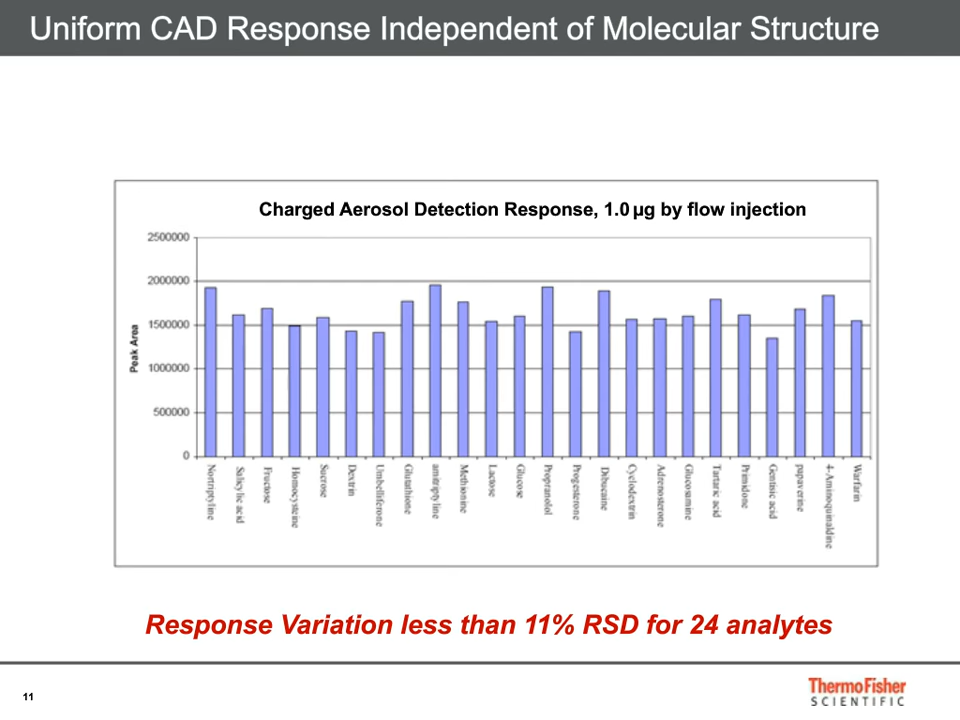 Uniform CAD Response Independent of Molecular Structure
Charged Aerosol Detection Response, 1.0 µg by flow injection
2500000
2000000
1500000
1000000
500000
0
Peak Area
Nortriptyline
Salicylic acid
Fructose
Homocysteine
Sucrose
Dextrin
Umbelliferone
Glutathione
amitriptyline
Methionine
Lactose
Glucose
Propranolol
Progesterone
Dibucaine
Cyclodextrin
Adrenosterone
Glucosamine
Tartaric acid
Primidone
Gentisic acid
papaverine
4-Aminoquinaldine
Warfarin
Response Variation less than 11% RSD for 24 analytes
11
ThermoFisher
SCIENTIFIC